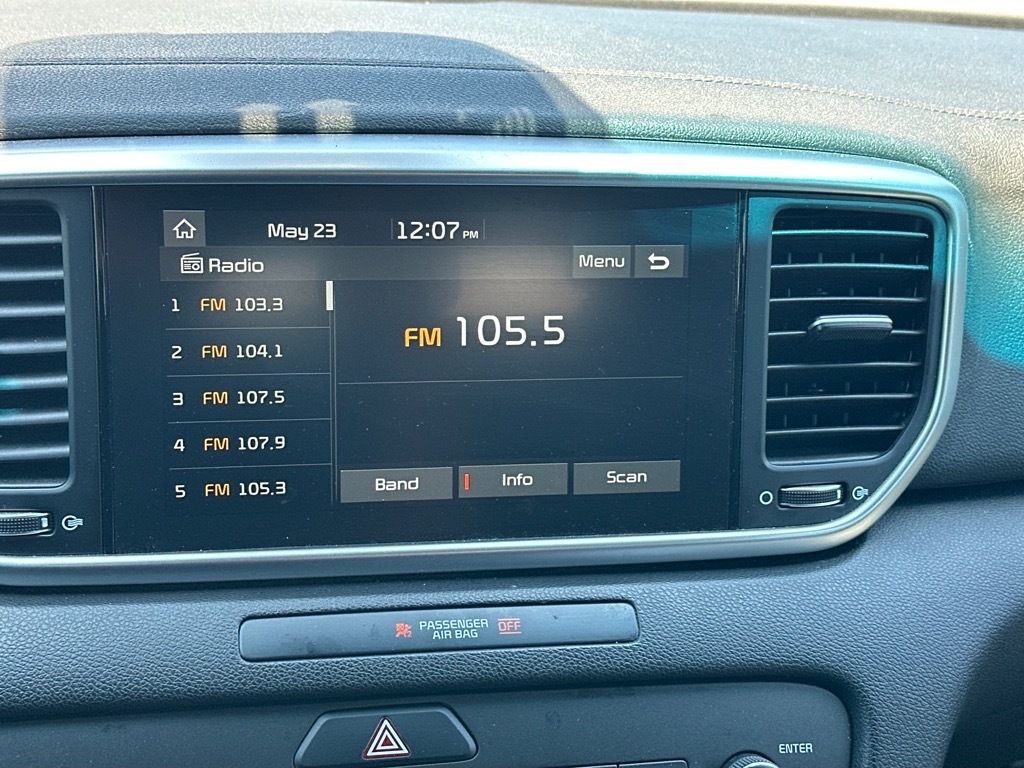 May 23 12:07 PM
Radio Menu
1 FM 103.3
2 FM 104.1
3 FM 107.5
4 FM 107.9
5 FM 105.3
FM 105.5
Band Info Scan
PASSENGER AIR BAG OFF
ENTER